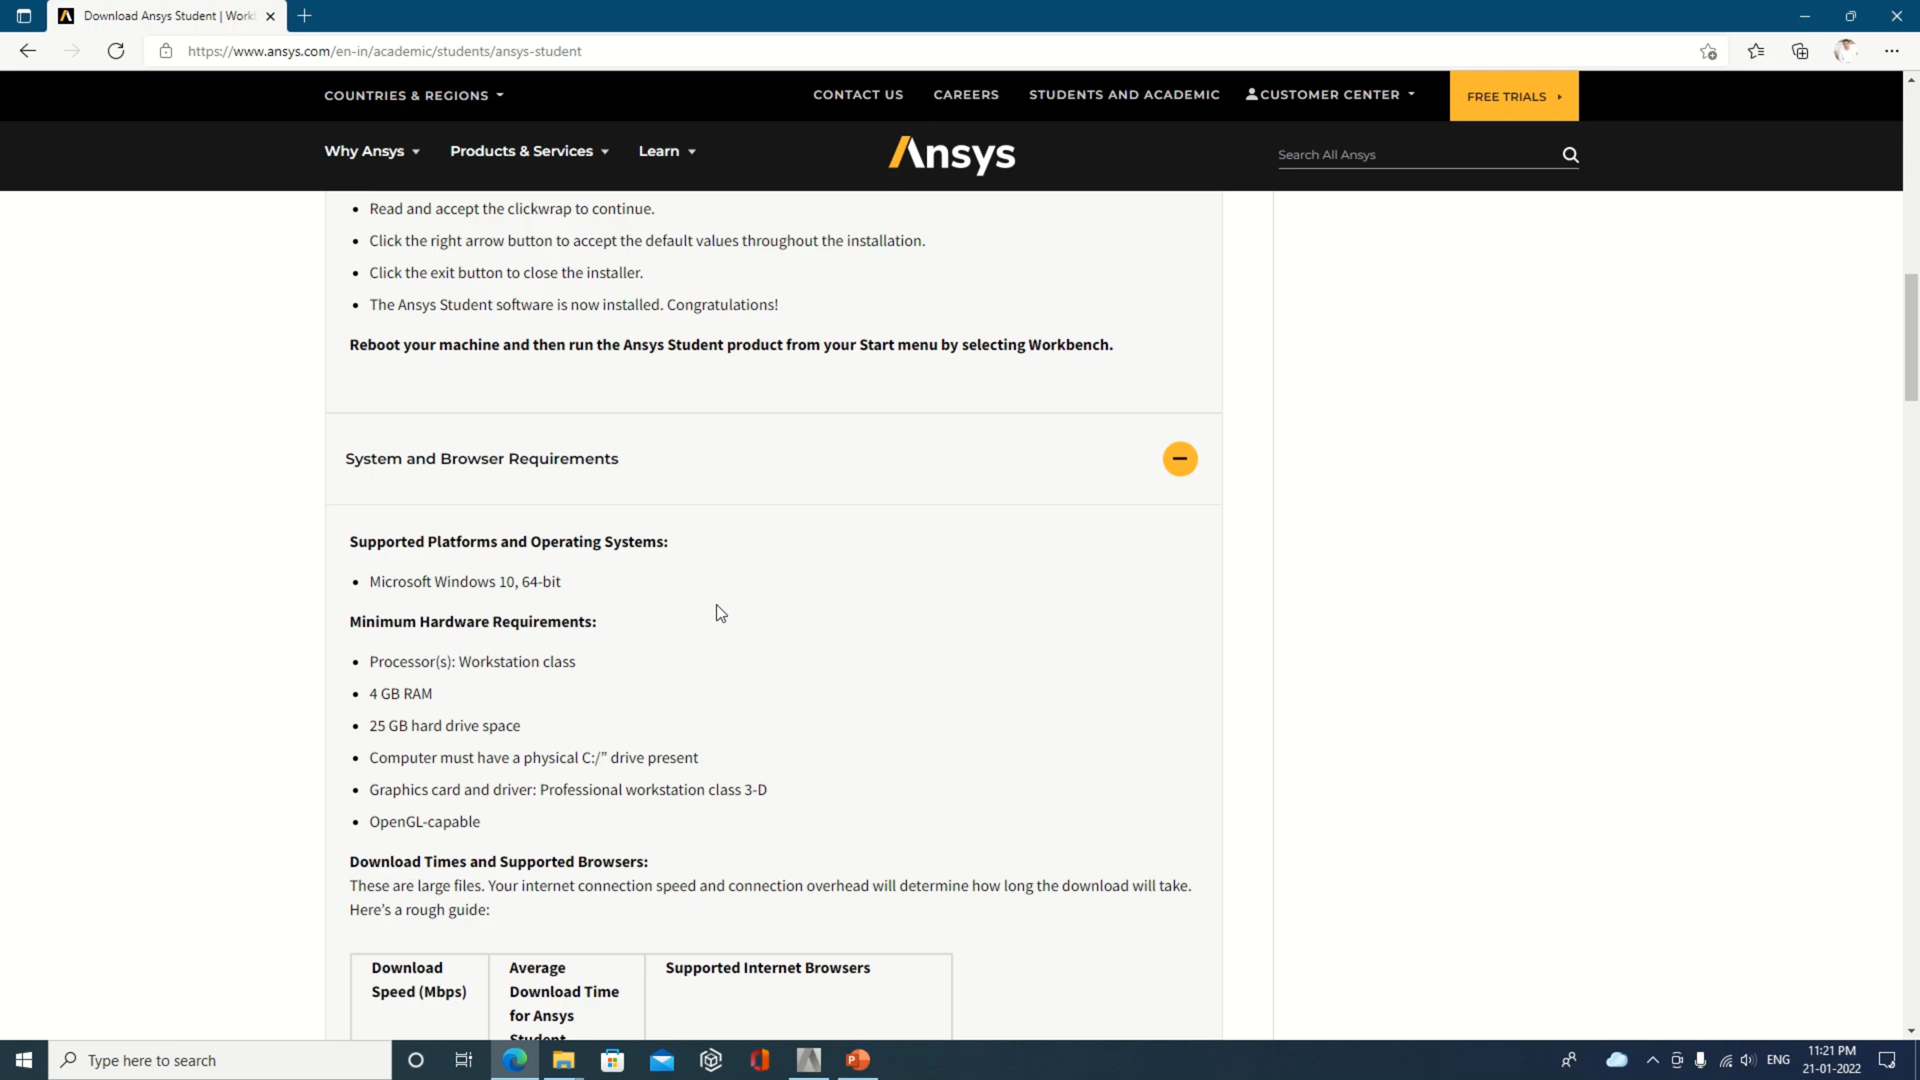 Download Ansys Student | Work
https://www.ansys.com/en-in/academic/students/ansys-student
COUNTRIES & REGIONS
CONTACT US
CAREERS
STUDENTS AND ACADEMIC
CUSTOMER CENTER
FREE TRIALS
Why Ansys
Products & Services
Learn
Ansys
Search All Ansys
• Read and accept the clickwrap to continue.
• Click the right arrow button to accept the default values throughout the installation.
• Click the exit button to close the installer.
• The Ansys Student software is now installed. Congratulations!
Reboot your machine and then run the Ansys Student product from your Start menu by selecting Workbench.
System and Browser Requirements
Supported Platforms and Operating Systems:
• Microsoft Windows 10, 64-bit
Minimum Hardware Requirements:
• Processor(s): Workstation class
• 4 GB RAM
• 25 GB hard drive space
• Computer must have a physical C:/” drive present
• Graphics card and driver: Professional workstation class 3-D
• OpenGL-capable
Download Times and Supported Browsers:
These are large files. Your internet connection speed and connection overhead will determine how long the download will take.
Here’s a rough guide:
Download
Speed (Mbps)
Average
Download Time
for Ansys
Student
Supported Internet Browsers
Type here to search
ENG
11:21 PM
21-01-2022